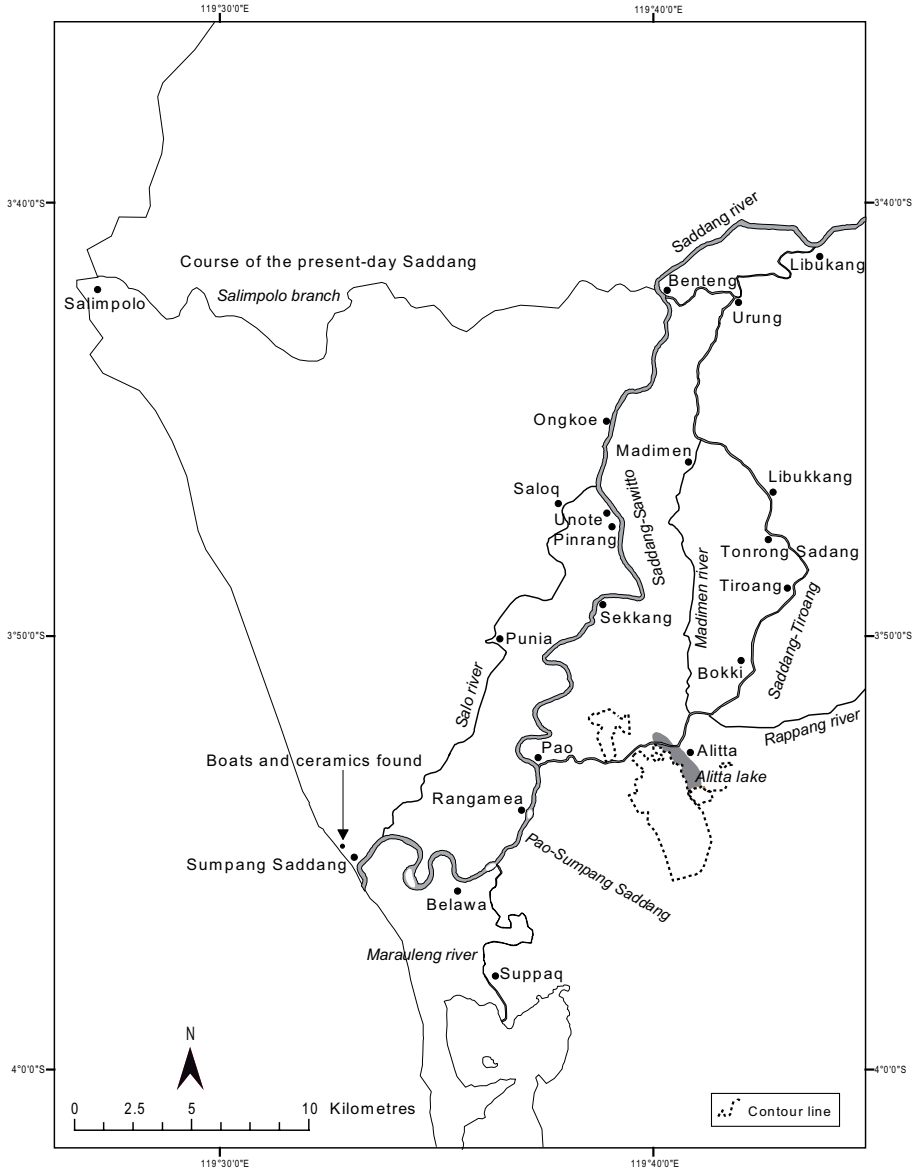 119°30'0"E
119°40'0"E
3°40'0"S
3°40'0"S
Saddang river
Course of the present-day Saddang
Libukang
Benteng
Salimpolo branch
Salimpolo
Urung
Ongkoe
Madimen
Libukkang
Saloq
Saddang-Sawitto
Unote
Pinrang
Tonrong Sadang
Madimen river
Tiroang
Saddang-Tiroang
Sekkang
3°50'0"S
3°50'0"S
Punia
Bokki
Salo river
Rappang river
Pao
Alitta
Boats and ceramics found
Alitta lake
Rangamea
Pao-Sumpang Saddang
Sumpang Saddang
Belawa
Marauleng river
Suppaq
N
4°0'0"S
4°0'0"S
0 2.5 5 10 Kilometres
Contour line
119°30'0"E
119°40'0"E